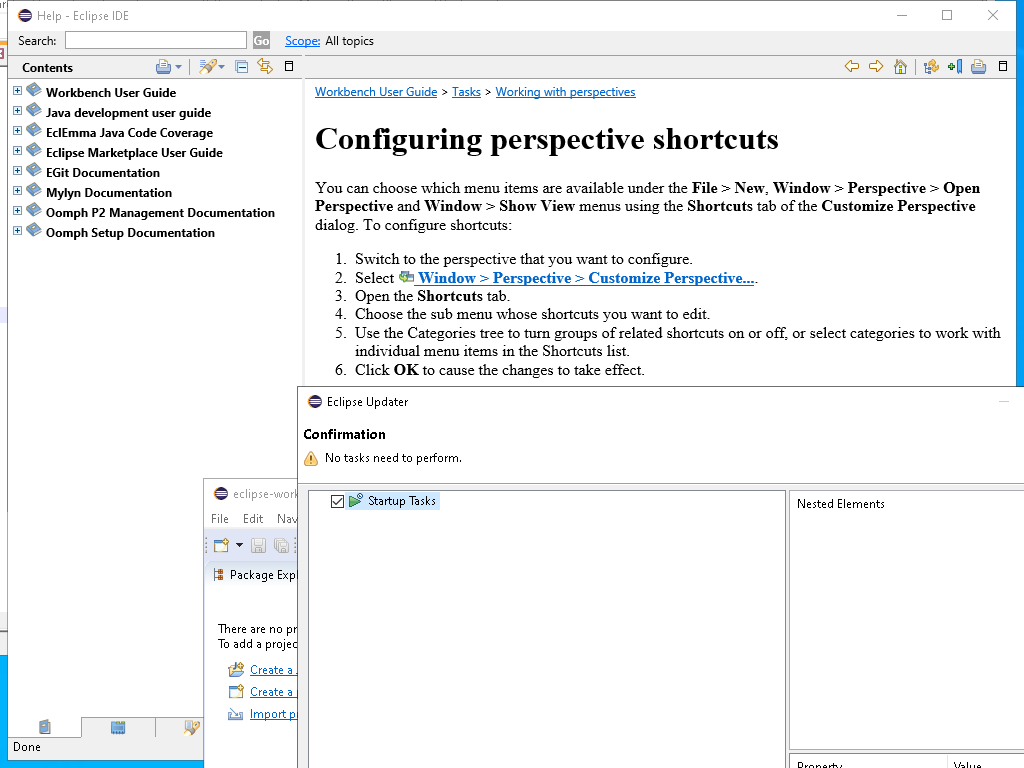 Help - Eclipse IDE
Search:
Go
Scope: All topics
Contents
Workbench User Guide
Java development user guide
EclEmma Java Code Coverage
Eclipse Marketplace User Guide
EGit Documentation
Mylyn Documentation
Oomph P2 Management Documentation
Oomph Setup Documentation
Workbench User Guide > Tasks > Working with perspectives
Configuring perspective shortcuts
You can choose which menu items are available under the File > New, Window > Perspective > Open
Perspective and Window > Show View menus using the Shortcuts tab of the Customize Perspective
dialog. To configure shortcuts:
1. Switch to the perspective that you want to configure.
2. Select Window > Perspective > Customize Perspective....
3. Open the Shortcuts tab.
4. Choose the sub menu whose shortcuts you want to edit.
5. Use the Categories tree to turn groups of related shortcuts on or off, or select categories to work with
individual menu items in the Shortcuts list.
6. Click OK to cause the changes to take effect.
Eclipse Updater
Confirmation
No tasks need to perform.
Startup Tasks
Nested Elements
Property
Value
eclipse-work
File Edit Nav
Package Expl
There are no pr
To add a projec
Create a
Create a
Import p
Done